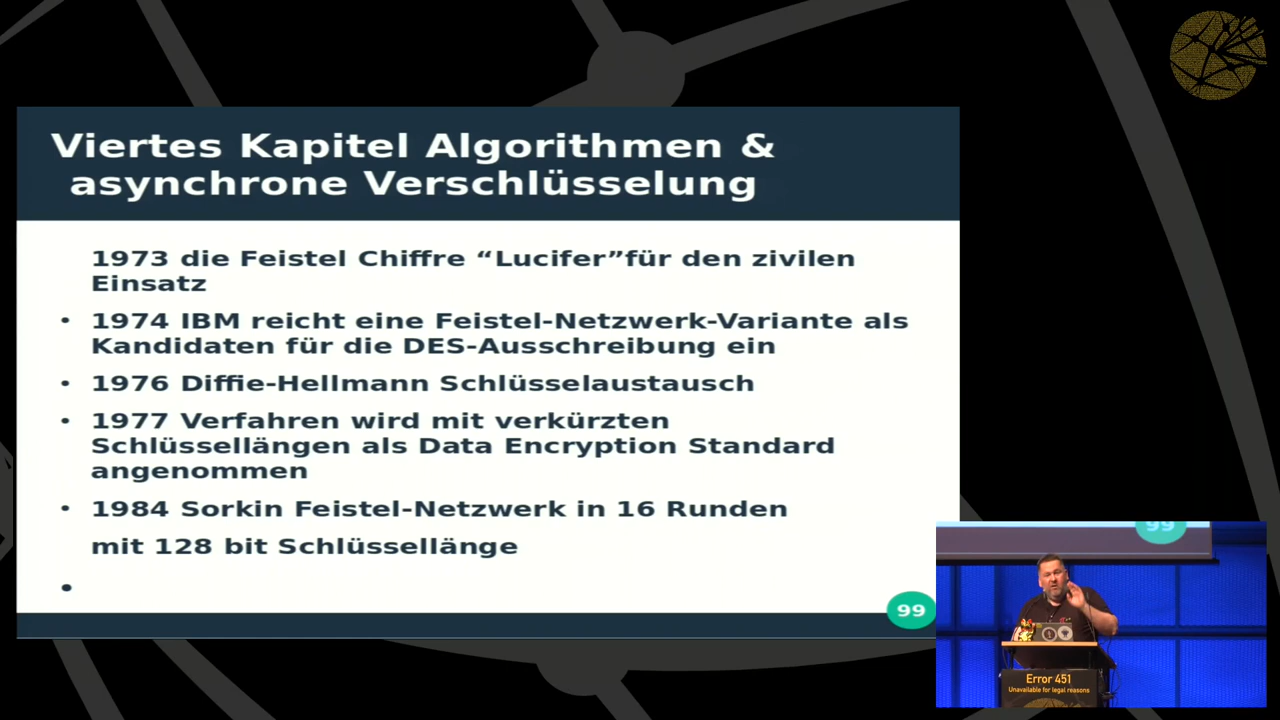 Viertes Kapitel Algorithmen &
asynchrone Verschlüsselung
1973 die Feistel Chiffre “Lucifer”für den zivilen
Einsatz
• 1974 IBM reicht eine Feistel-Netzwerk-Variante als
Kandidaten für die DES-Ausschreibung ein
• 1976 Diffie-Hellmann Schlüsselaustausch
• 1977 Verfahren wird mit verkürzten
Schlüssellängen als Data Encryption Standard
angenommen
• 1984 Sorkin Feistel-Netzwerk in 16 Runden
mit 128 bit Schlüssellänge
•
99
99
Error 451
Unavailable for legal reasons